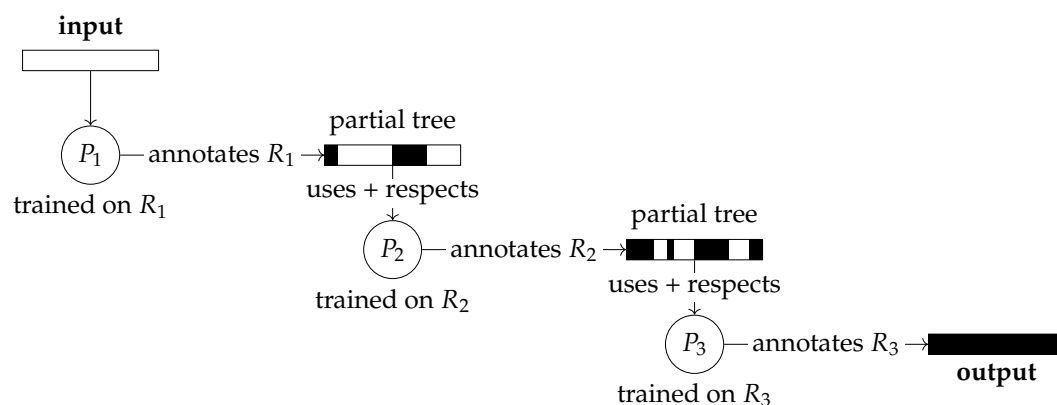 input
P₁
annotates R₁
trained on R₁
partial tree
uses + respects
P₂
annotates R₂
trained on R₂
partial tree
uses + respects
P₃
annotates R₃
trained on R₃
output